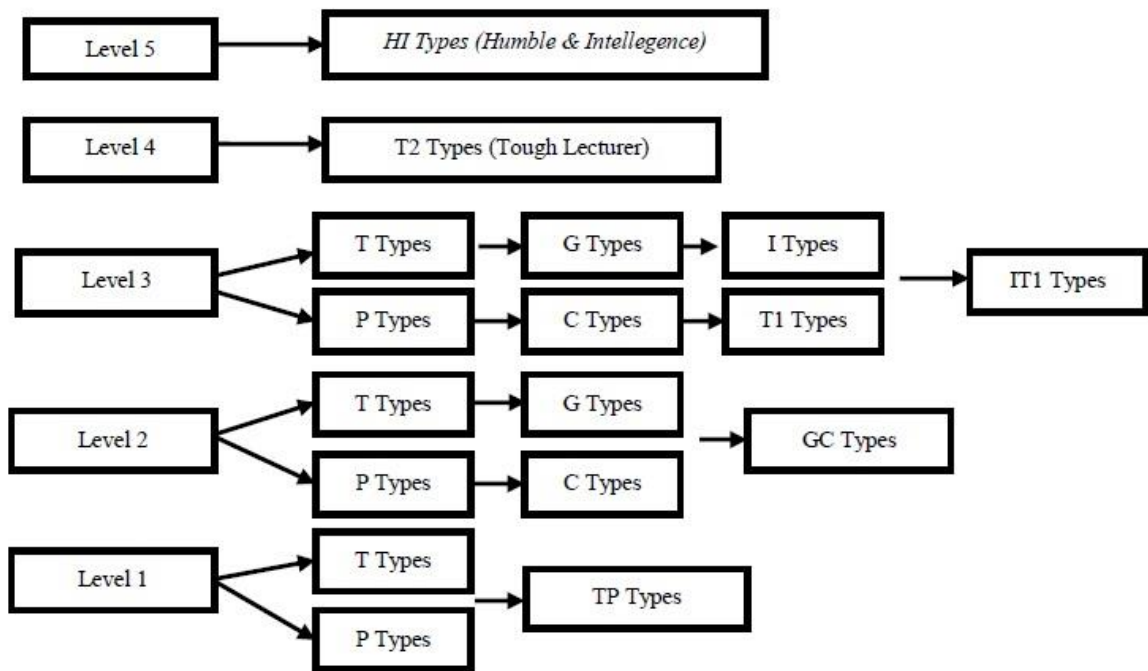 Level 5
HI Types (Humble & Intellegence)
Level 4
T2 Types (Tough Lecturer)
Level 3
T Types
G Types
I Types
P Types
C Types
T1 Types
IT1 Types
Level 2
T Types
G Types
P Types
C Types
GC Types
Level 1
T Types
P Types
TP Types